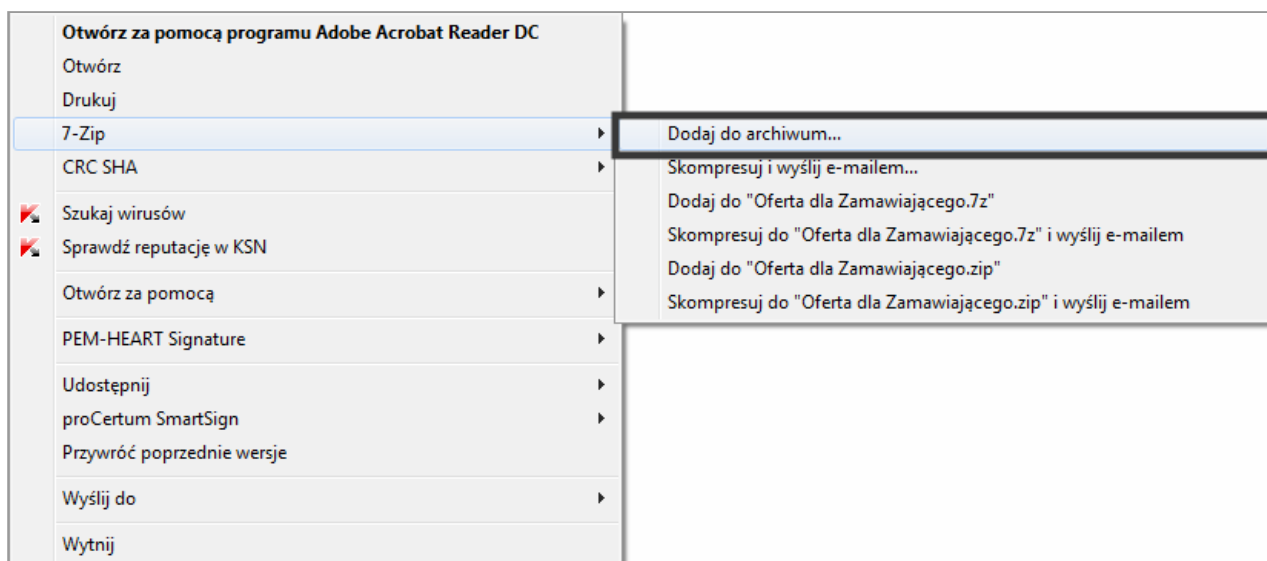 Otwórz za pomocą programu Adobe Acrobat Reader DC
Otwórz
Drukuj
7-Zip
CRC SHA
Szukaj wirusów
Sprawdź reputację w KSN
Otwórz za pomocą
PEM-HEART Signature
Udostępnij
proCertum SmartSign
Przywróć poprzednie wersje
Wyślij do
Wytnij
Dodaj do archiwum...
Skompresuj i wyślij e-mailem...
Dodaj do "Oferta dla Zamawiającego.7z"
Skompresuj do "Oferta dla Zamawiającego.7z" i wyślij e-mailem
Dodaj do "Oferta dla Zamawiającego.zip"
Skompresuj do "Oferta dla Zamawiającego.zip" i wyślij e-mailem